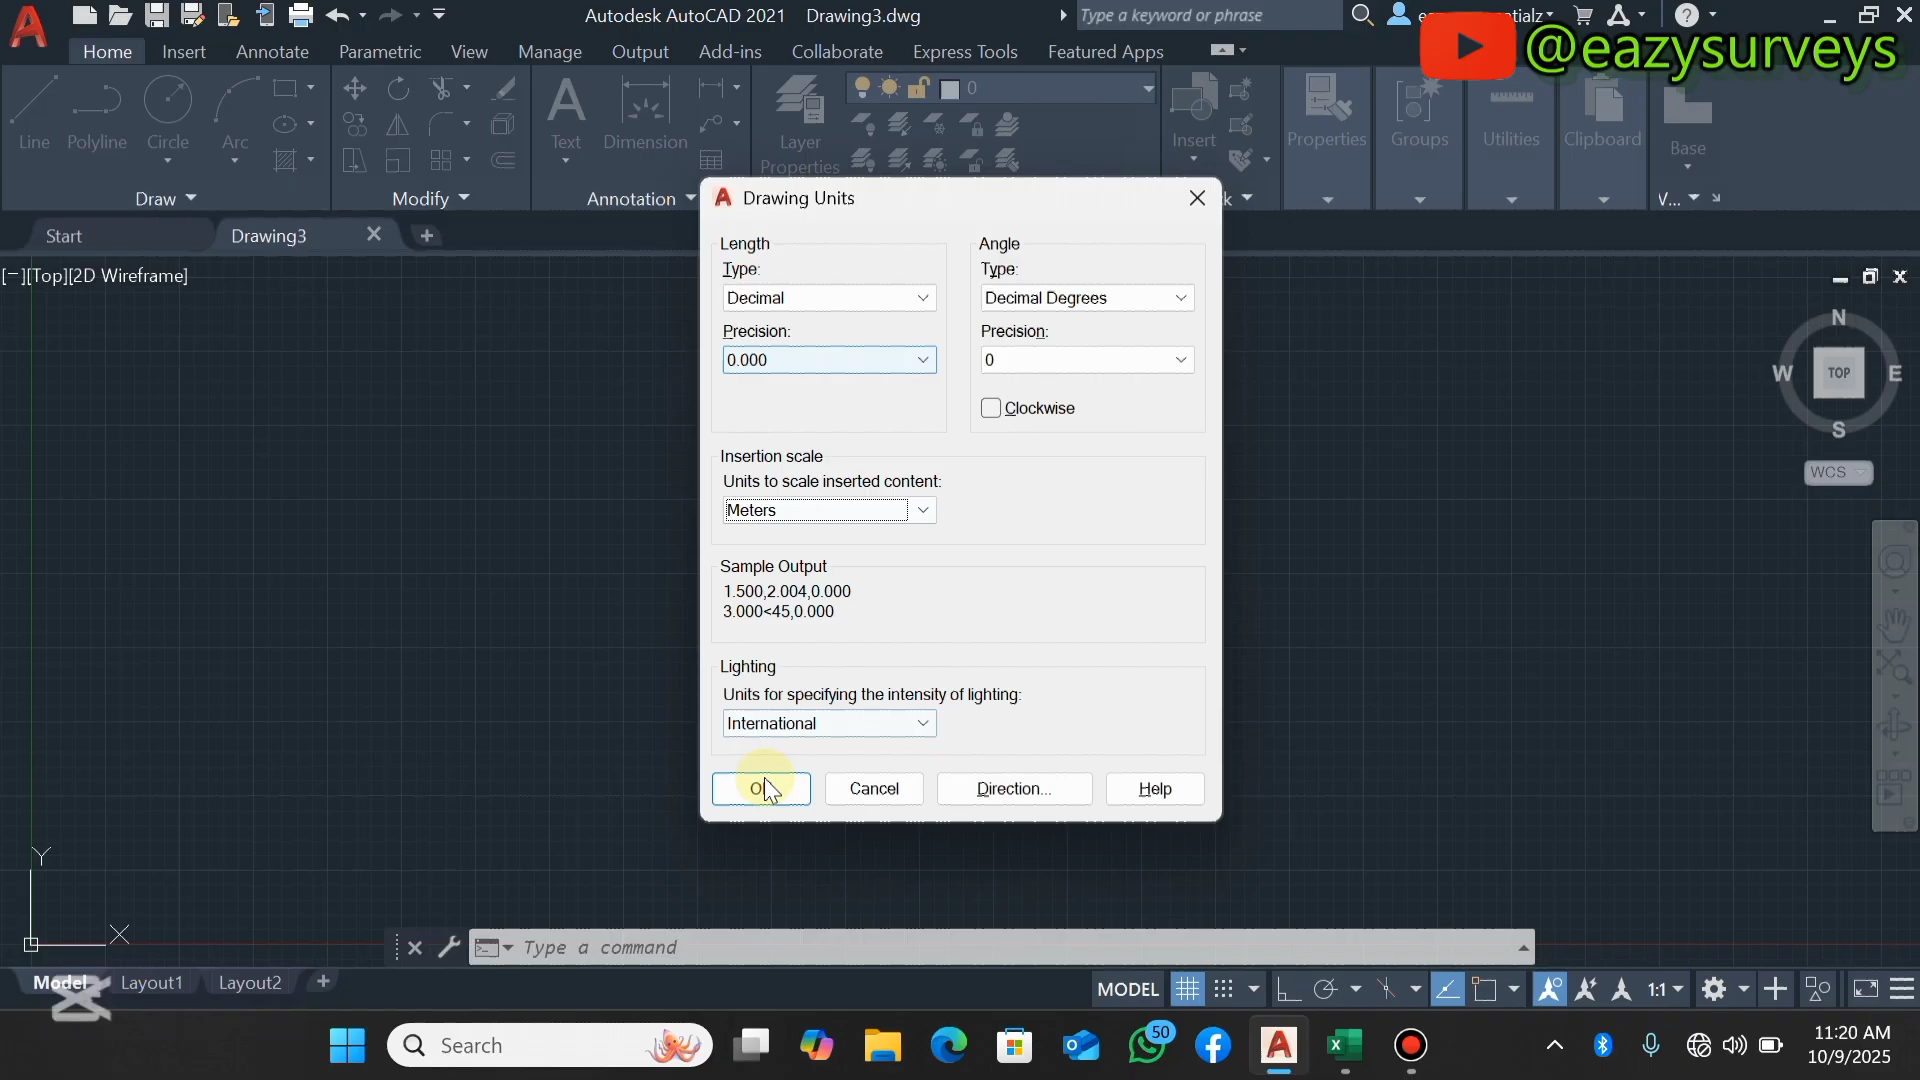 Autodesk AutoCAD 2021 Drawing3.dwg
Type a keyword or phrase
@eazysurveys
Home Insert Annotate Parametric View Manage Output Add-ins Collaborate Express Tools Featured Apps
0
Line Polyline Circle Arc Text Dimension Layer Properties Insert Properties Groups Utilities Clipboard Base
Draw Modify Annotation V...
Start Drawing3
[−][Top][2D Wireframe]
Drawing Units
Length
Type:
Decimal
Precision:
0.000
Angle
Type:
Decimal Degrees
Precision:
0
Clockwise
Insertion scale
Units to scale inserted content:
Meters
Sample Output
1.500,2.004,0.000
3.000<45,0.000
Lighting
Units for specifying the intensity of lighting:
International
Cancel Direction... Help
N
W TOP E
S
WCS
Y
X
Type a command
Model Layout1 Layout2
MODEL 1:1
Search
50
11:20 AM
10/9/2025